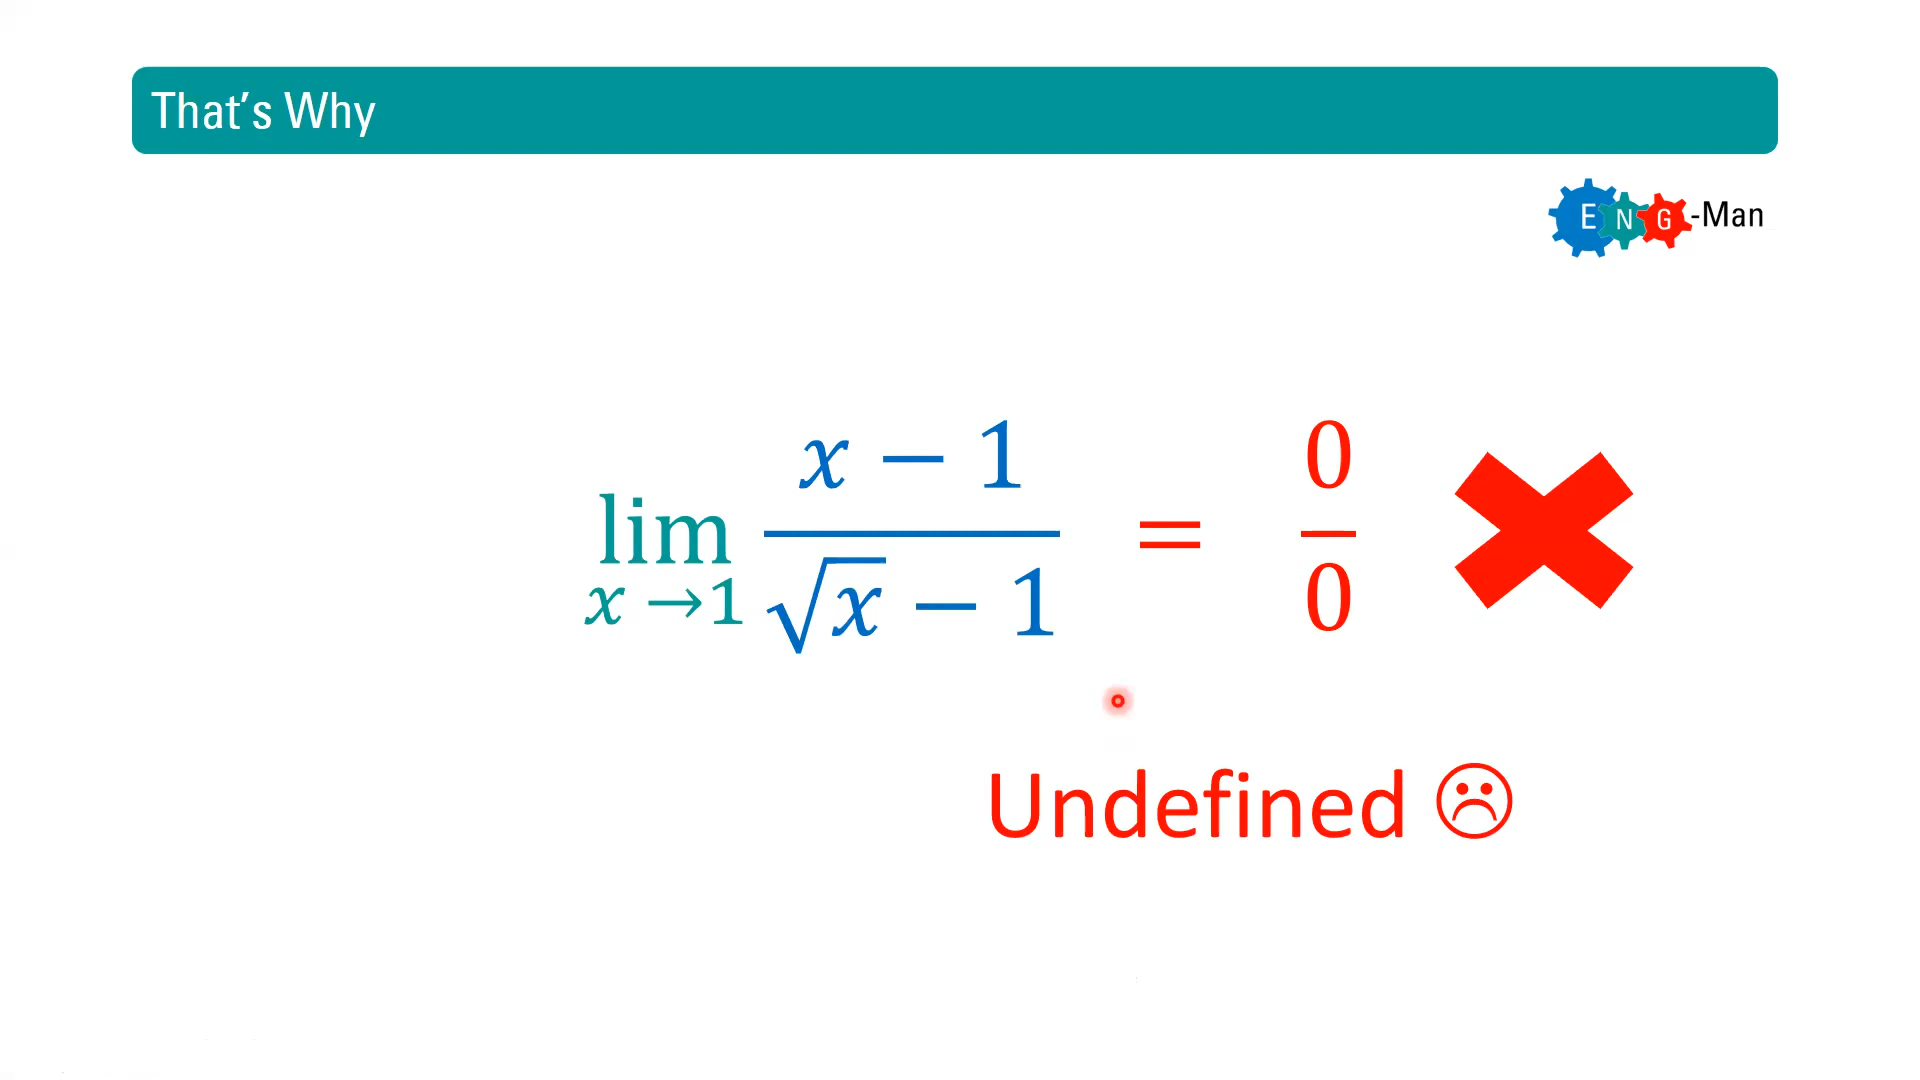 That's Why
ENG-Man
lim x→1 (x − 1)/(√x − 1) = 0/0
Undefined ☹